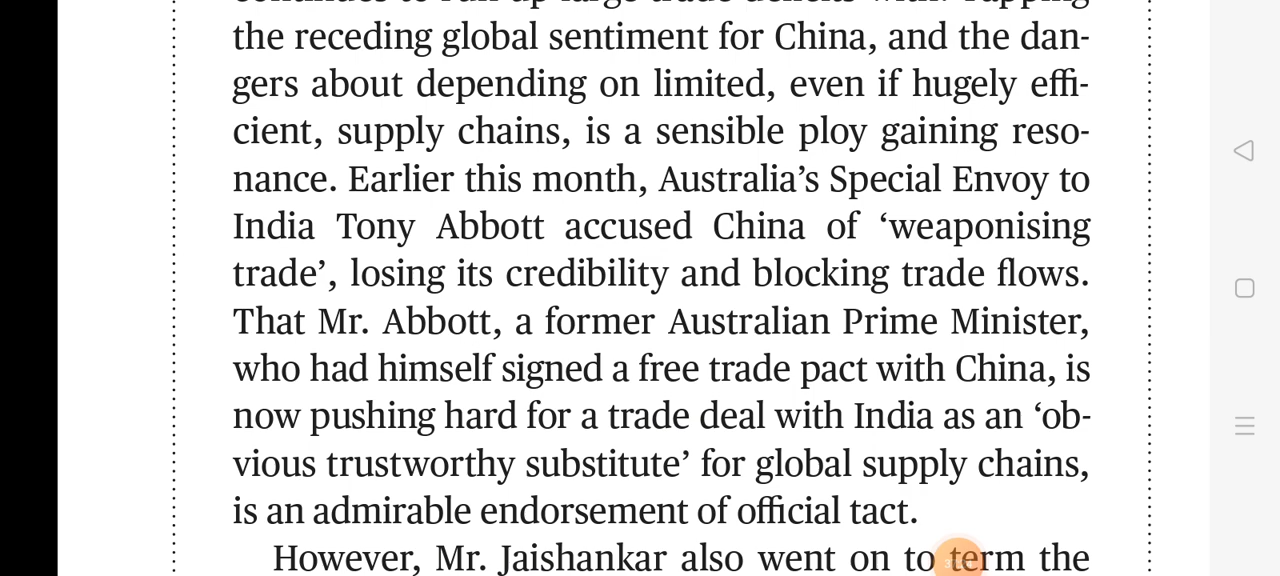 the receding global sentiment for China, and the dan-
gers about depending on limited, even if hugely effi-
cient, supply chains, is a sensible ploy gaining reso-
nance. Earlier this month, Australia’s Special Envoy to
India Tony Abbott accused China of ‘weaponising
trade’, losing its credibility and blocking trade flows.
That Mr. Abbott, a former Australian Prime Minister,
who had himself signed a free trade pact with China, is
now pushing hard for a trade deal with India as an ‘ob-
vious trustworthy substitute’ for global supply chains,
is an admirable endorsement of official tact.
However, Mr. Jaishankar also went on to term the